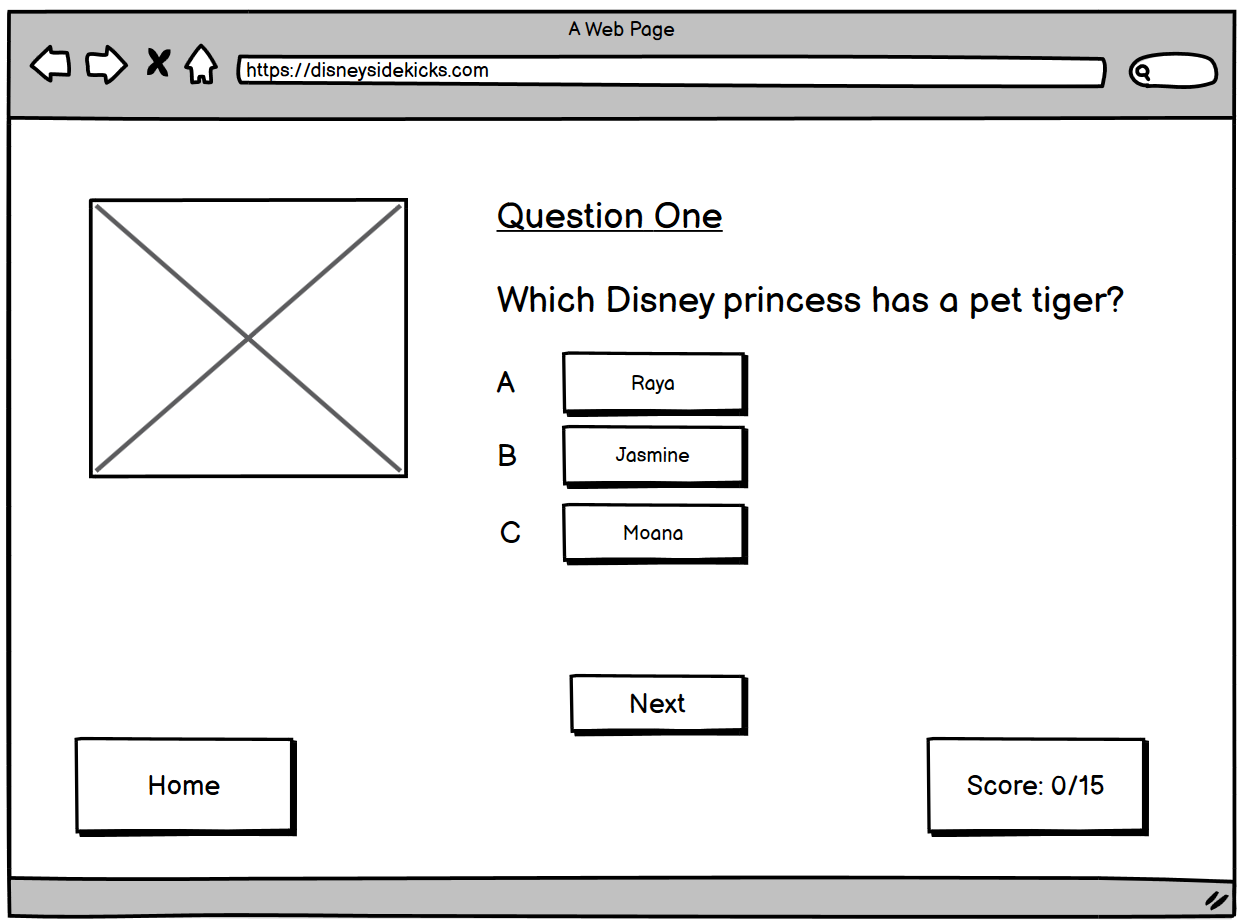 A Web Page
https://disneysidekicks.com
Question One
Which Disney princess has a pet tiger?
A Raya
B Jasmine
C Moana
Next
Home
Score: 0/15